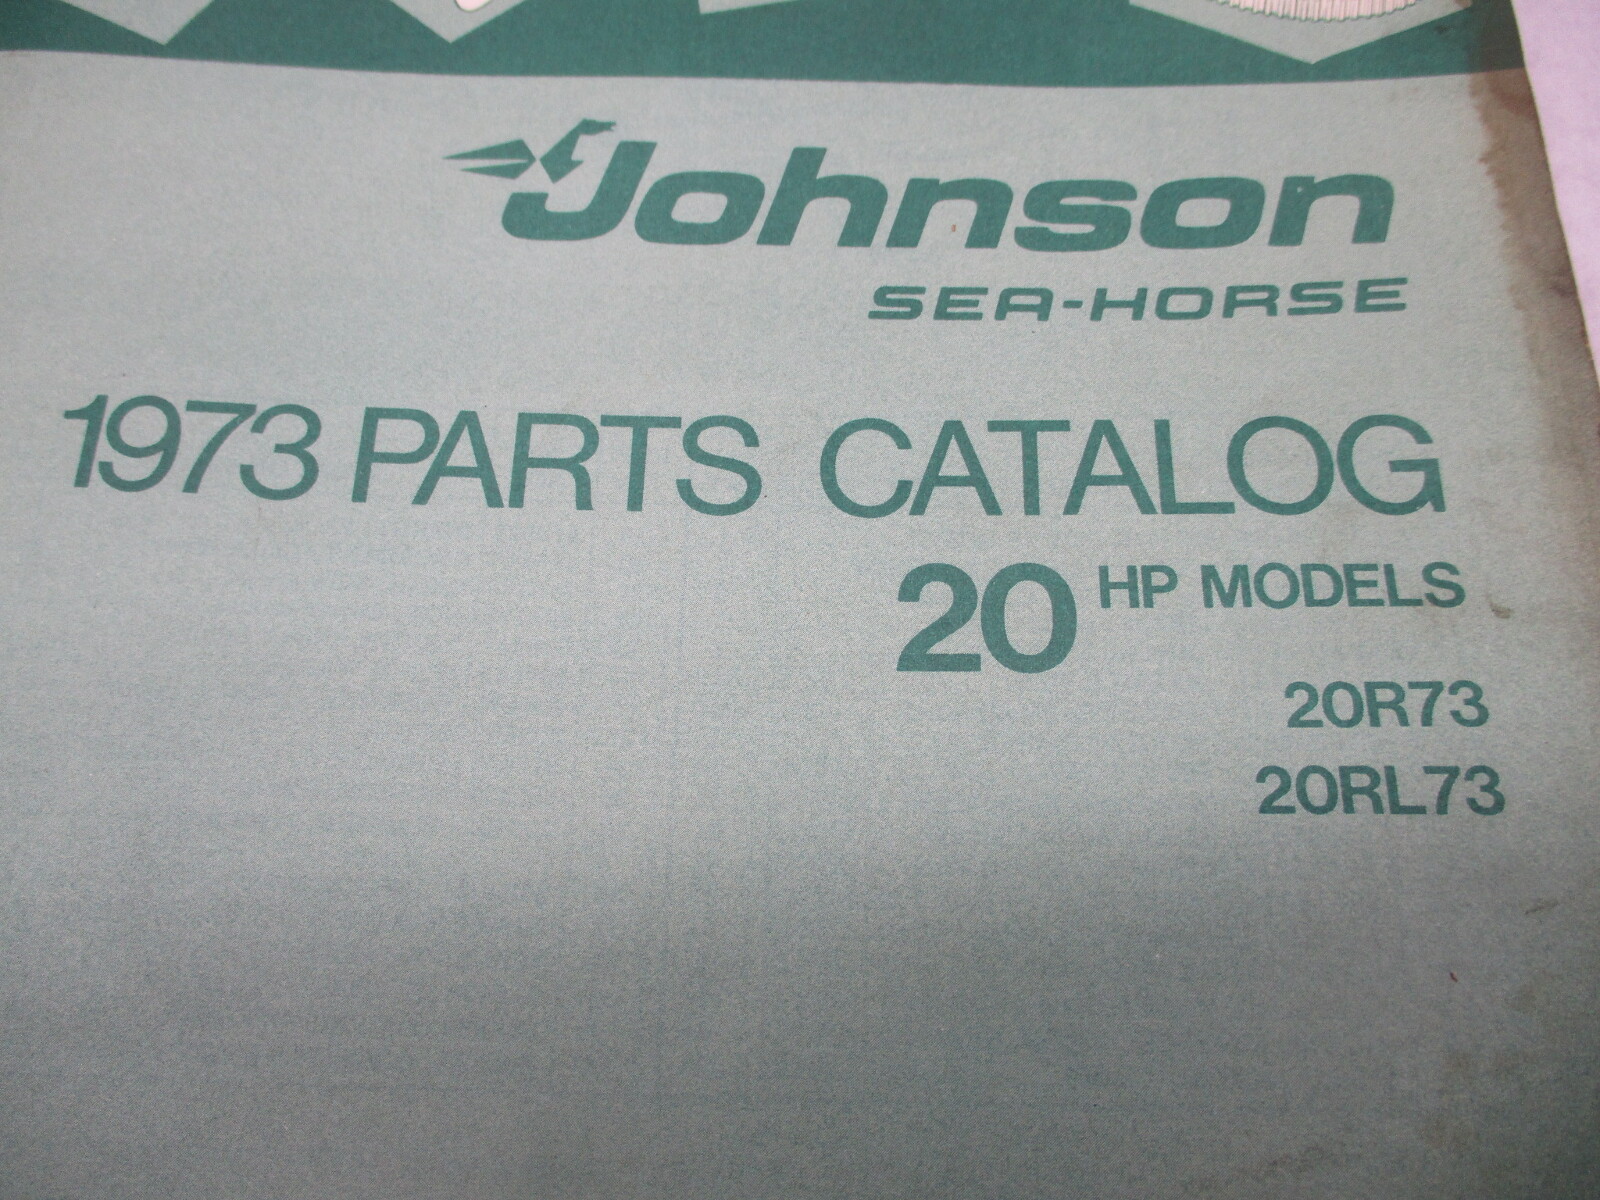 Johnson
SEA-HORSE
1973 PARTS CATALOG
20 HP MODELS
20R73
20RL73